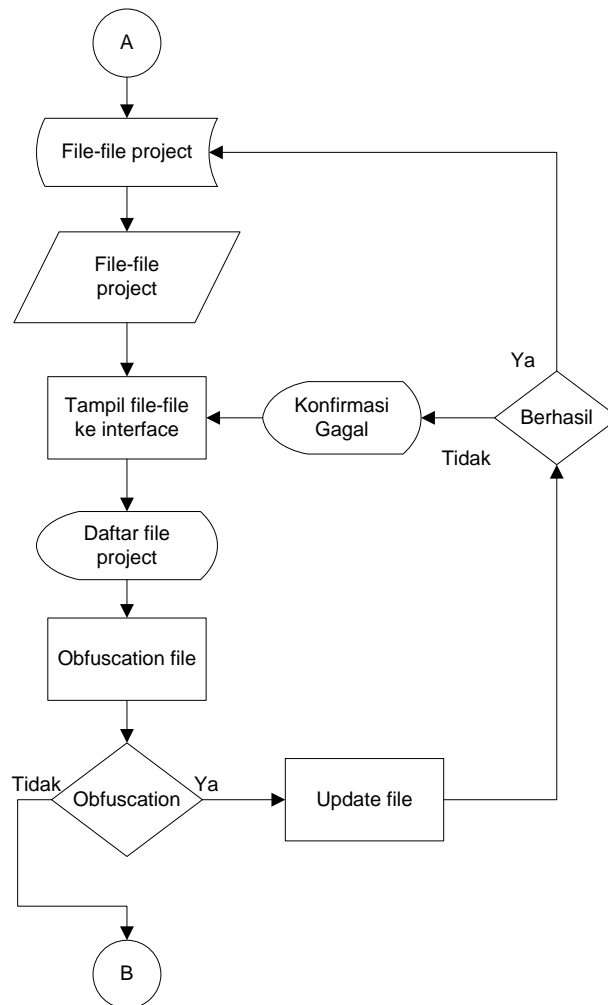 A
File-file project
File-file
project
Tampil file-file
ke interface
Konfirmasi
Gagal
Ya
Berhasil
Tidak
Daftar file
project
Obfuscation file
Tidak
Obfuscation
Ya
Update file
B